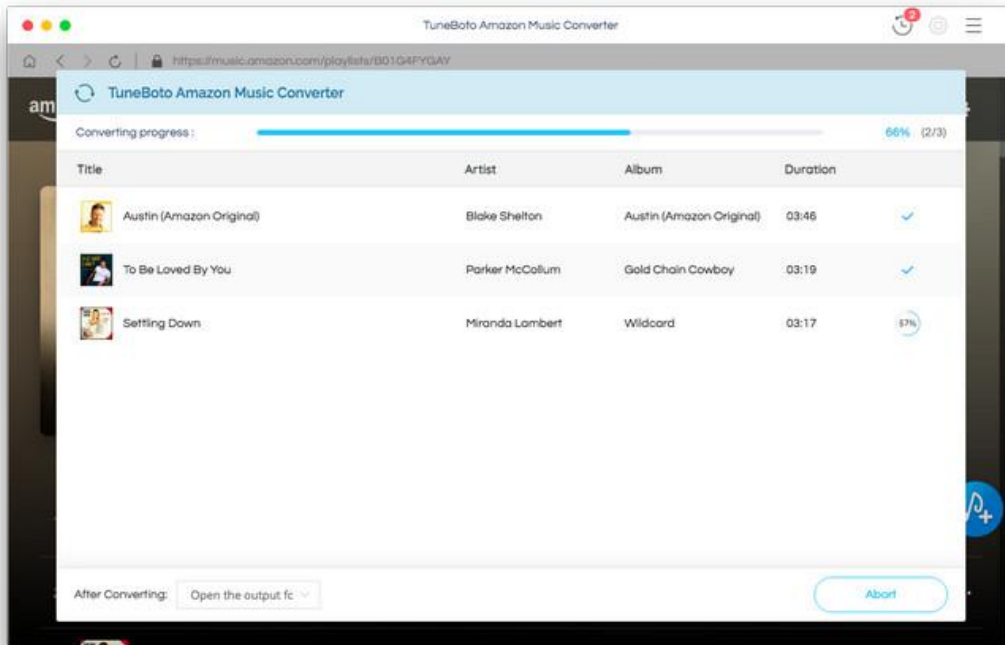 TuneBoto Amazon Music Converter
2
https://music.amazon.com/playlists/B01G4FYGAY
am
TuneBoto Amazon Music Converter
Converting progress : 66% (2/3)
Title Artist Album Duration
Austin (Amazon Original) Blake Shelton Austin (Amazon Original) 03:46
To Be Loved By You Parker McCollum Gold Chain Cowboy 03:19
Settling Down Miranda Lambert Wildcard 03:17 57%
After Converting: Open the output fc Abort